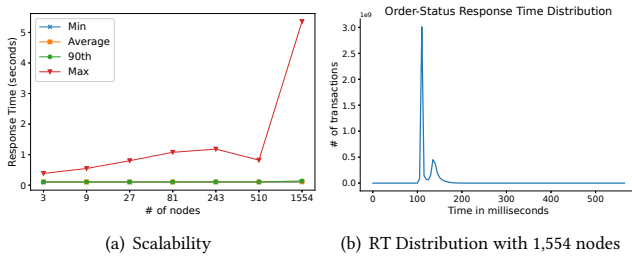 Min
Average
90th
Max
Response Time (seconds)
5
4
3
2
1
0
3 9 27 81 243 510 1554
# of nodes
(a) Scalability
Order-Status Response Time Distribution
1e9
# of transactions
3.0
2.5
2.0
1.5
1.0
0.5
0.0
0 100 200 300 400 500
Time in milliseconds
(b) RT Distribution with 1,554 nodes